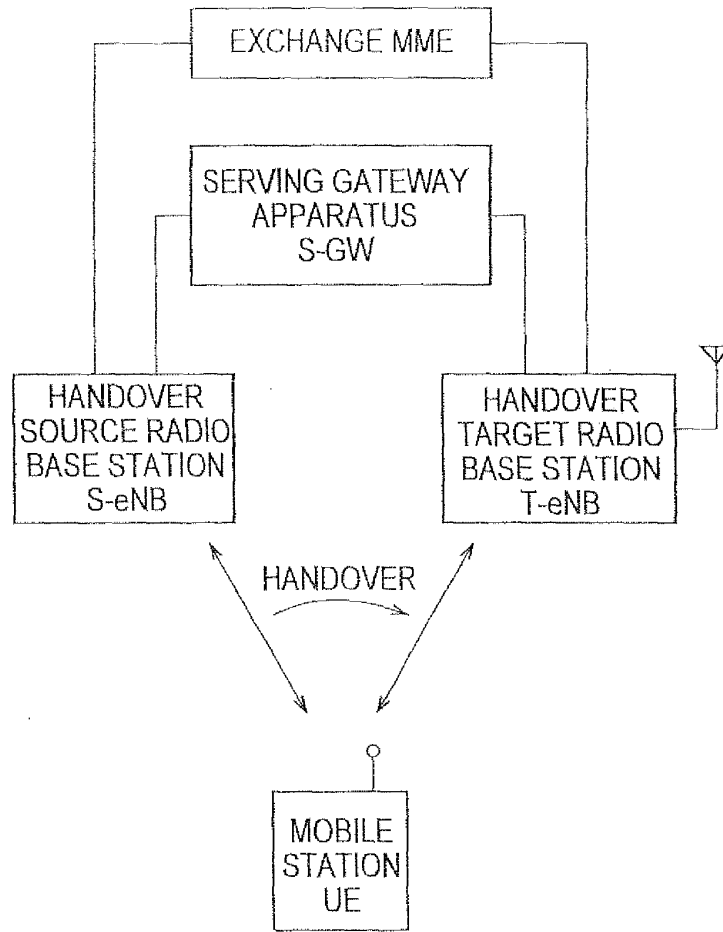 EXCHANGE MME
SERVING GATEWAY
APPARATUS
S-GW
HANDOVER
SOURCE RADIO
BASE STATION
S-eNB
HANDOVER
TARGET RADIO
BASE STATION
T-eNB
HANDOVER
MOBILE
STATION
UE